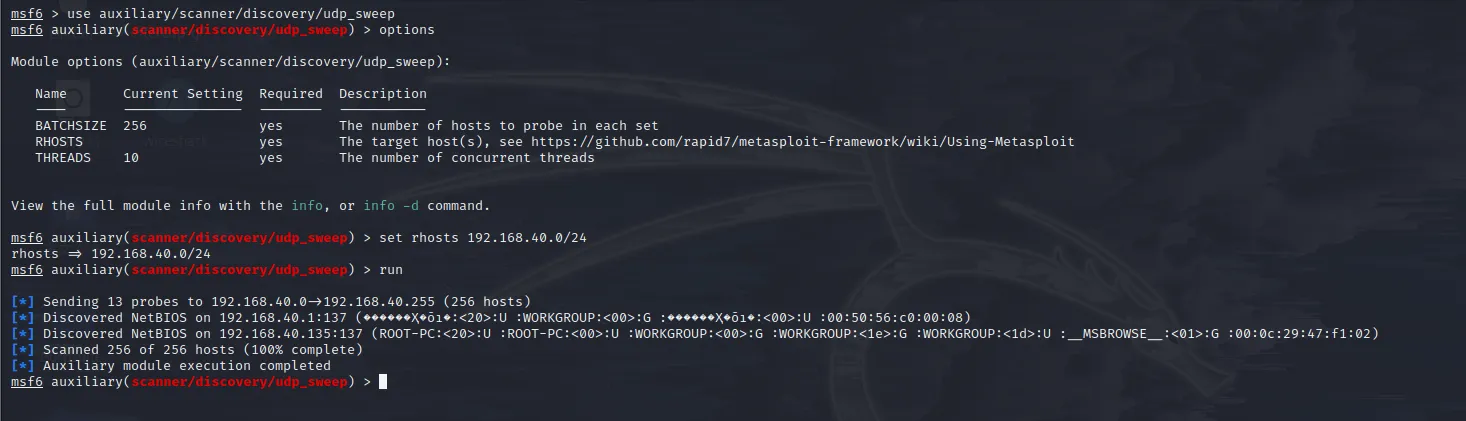 msf6 > use auxiliary/scanner/discovery/udp_sweep
msf6 auxiliary(scanner/discovery/udp_sweep) > options
Module options (auxiliary/scanner/discovery/udp_sweep):
Name Current Setting Required Description
BATCHSIZE 256 yes The number of hosts to probe in each set
RHOSTS yes The target host(s), see https://github.com/rapid7/metasploit-framework/wiki/Using-Metasploit
THREADS 10 yes The number of concurrent threads
View the full module info with the info, or info -d command.
msf6 auxiliary(scanner/discovery/udp_sweep) > set rhosts 192.168.40.0/24
rhosts => 192.168.40.0/24
msf6 auxiliary(scanner/discovery/udp_sweep) > run
[*] Sending 13 probes to 192.168.40.0->192.168.40.255 (256 hosts)
[*] Discovered NetBIOS on 192.168.40.1:137 (������Ҳ�ōı�:<20>:U :WORKGROUP:<00>:G :������Ҳ�ōı�:<00>:U :00:50:56:c0:00:08)
[*] Discovered NetBIOS on 192.168.40.135:137 (ROOT-PC:<20>:U :ROOT-PC:<00>:U :WORKGROUP:<00>:G :WORKGROUP:<1e>:G :WORKGROUP:<1d>:U :__MSBROWSE__:<01>:G :00:0c:29:47:f1:02)
[*] Scanned 256 of 256 hosts (100% complete)
[*] Auxiliary module execution completed
msf6 auxiliary(scanner/discovery/udp_sweep) >